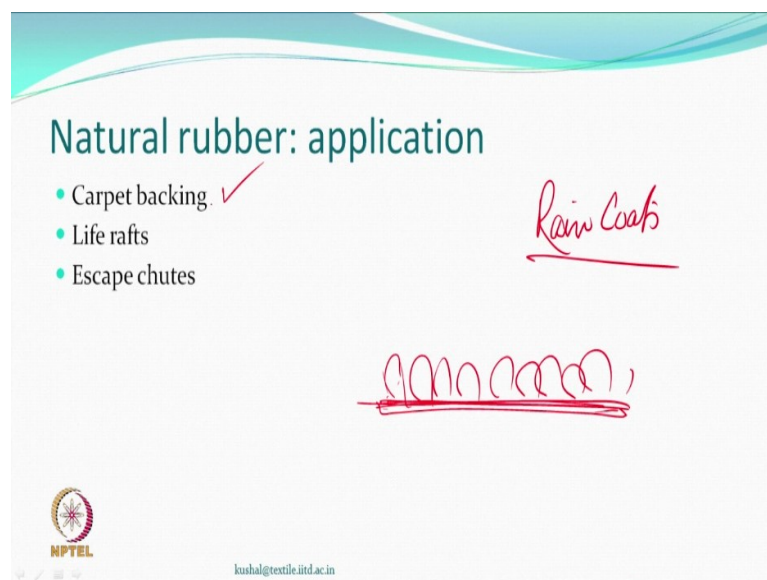 Natural rubber: application
• Carpet backing.
• Life rafts
• Escape chutes
Rain Coats
NPTEL
kushal@textile.iitd.ac.in